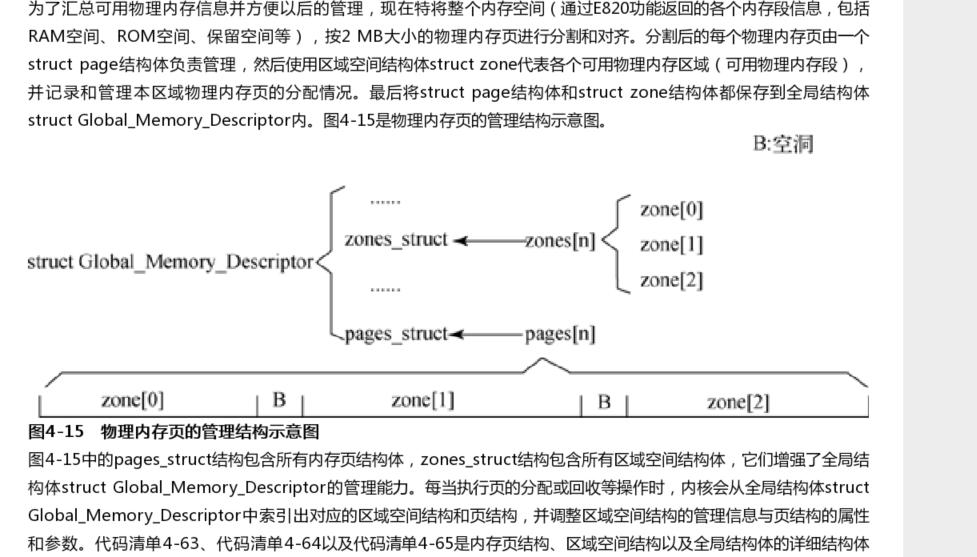 为了汇总可用物理内存信息并方便以后的管理，现在特将整个内存空间（通过E820功能返回的各个内存段信息，包括
RAM空间、ROM空间、保留空间等），按2 MB大小的物理内存页进行分割和对齐。分割后的每个物理内存页由一个
struct page结构体负责管理，然后使用区域空间结构体struct zone代表各个可用物理内存区域（可用物理内存段），
并记录和管理本区域物理内存页的分配情况。最后将struct page结构体和struct zone结构体都保存到全局结构体
struct Global_Memory_Descriptor内。图4-15是物理内存页的管理结构示意图。
B:空洞
......
zone[0]
zones_struct
zones[n]
zone[1]
struct Global_Memory_Descriptor
zone[2]
......
pages_struct
pages[n]
zone[0]
B
zone[1]
B
zone[2]
图4-15 物理内存页的管理结构示意图
图4-15中的pages_struct结构包含所有内存页结构体，zones_struct结构包含所有区域空间结构体，它们增强了全局结
构体struct Global_Memory_Descriptor的管理能力。每当执行页的分配或回收等操作时，内核会从全局结构体struct
Global_Memory_Descriptor中索引出对应的区域空间结构和页结构，并调整区域空间结构的管理信息与页结构的属性
和参数。代码清单4-63、代码清单4-64以及代码清单4-65是内存页结构、区域空间结构以及全局结构体的详细结构体